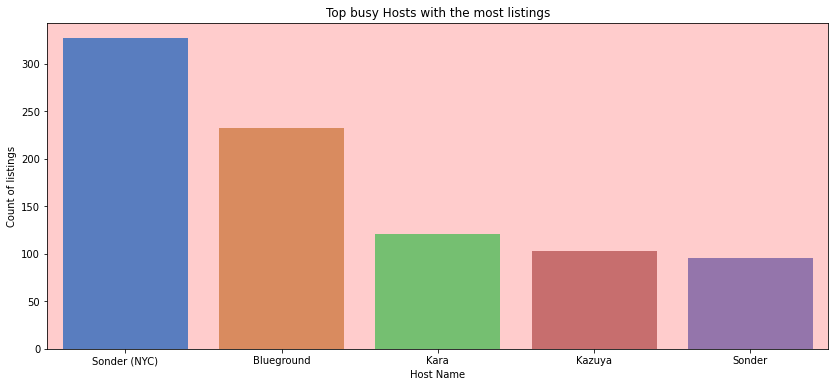 Top busy Hosts with the most listings
Count of listings
300
250
200
150
100
50
0
Sonder (NYC) Blueground Kara Kazuya Sonder
Host Name